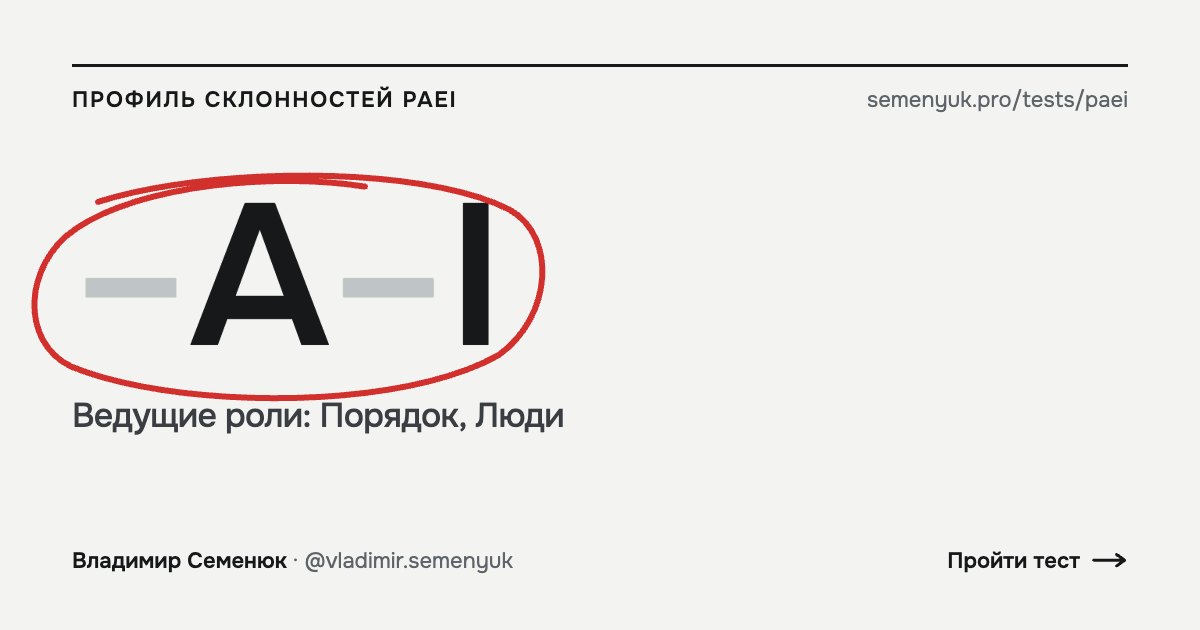 ПРОФИЛЬ СКЛОННОСТЕЙ PAEI
semenyuk.pro/tests/paei
–A–I
Ведущие роли: Порядок, Люди
Владимир Семенюк · @vladimir.semenyuk
Пройти тест →